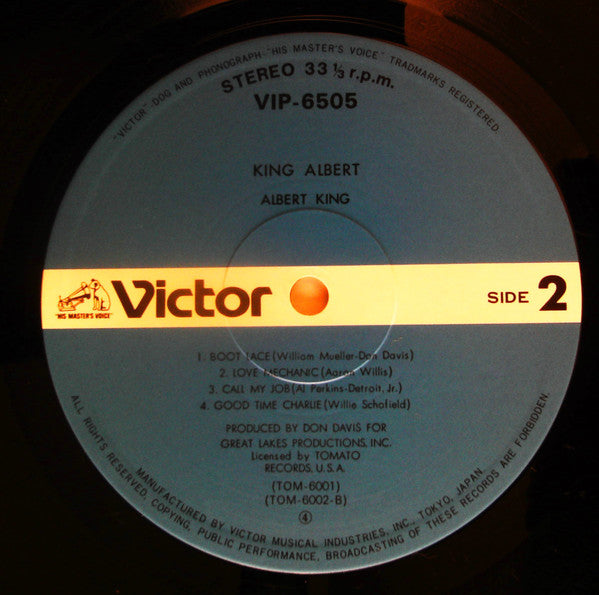 "VICTOR"-DOG AND PHONOGRAPH-"HIS MASTER'S VOICE" TRADMARKS REGISTERED
STEREO 33 ⅓ r.p.m.
VIP-6505
KING ALBERT
ALBERT KING
"HIS MASTER'S VOICE"
Victor
SIDE 2
1. BOOT LACE (William Mueller-Don Davis)
2. LOVE MECHANIC (Aaron Willis)
3. CALL MY JOB (Al Perkins-Detroit, Jr.)
4. GOOD TIME CHARLIE (Willie Schofield)
PRODUCED BY DON DAVIS FOR
GREAT LAKES PRODUCTIONS, INC.
Licensed by TOMATO
RECORDS, U.S.A.
(TOM-6001)
(TOM-6002-B)
④
MANUFACTURED BY VICTOR MUSICAL INDUSTRIES, INC., TOKYO, JAPAN.
ALL RIGHTS RESERVED. COPYING, PUBLIC PERFORMANCE, BROADCASTING OF THESE RECORDS ARE FORBIDDEN.